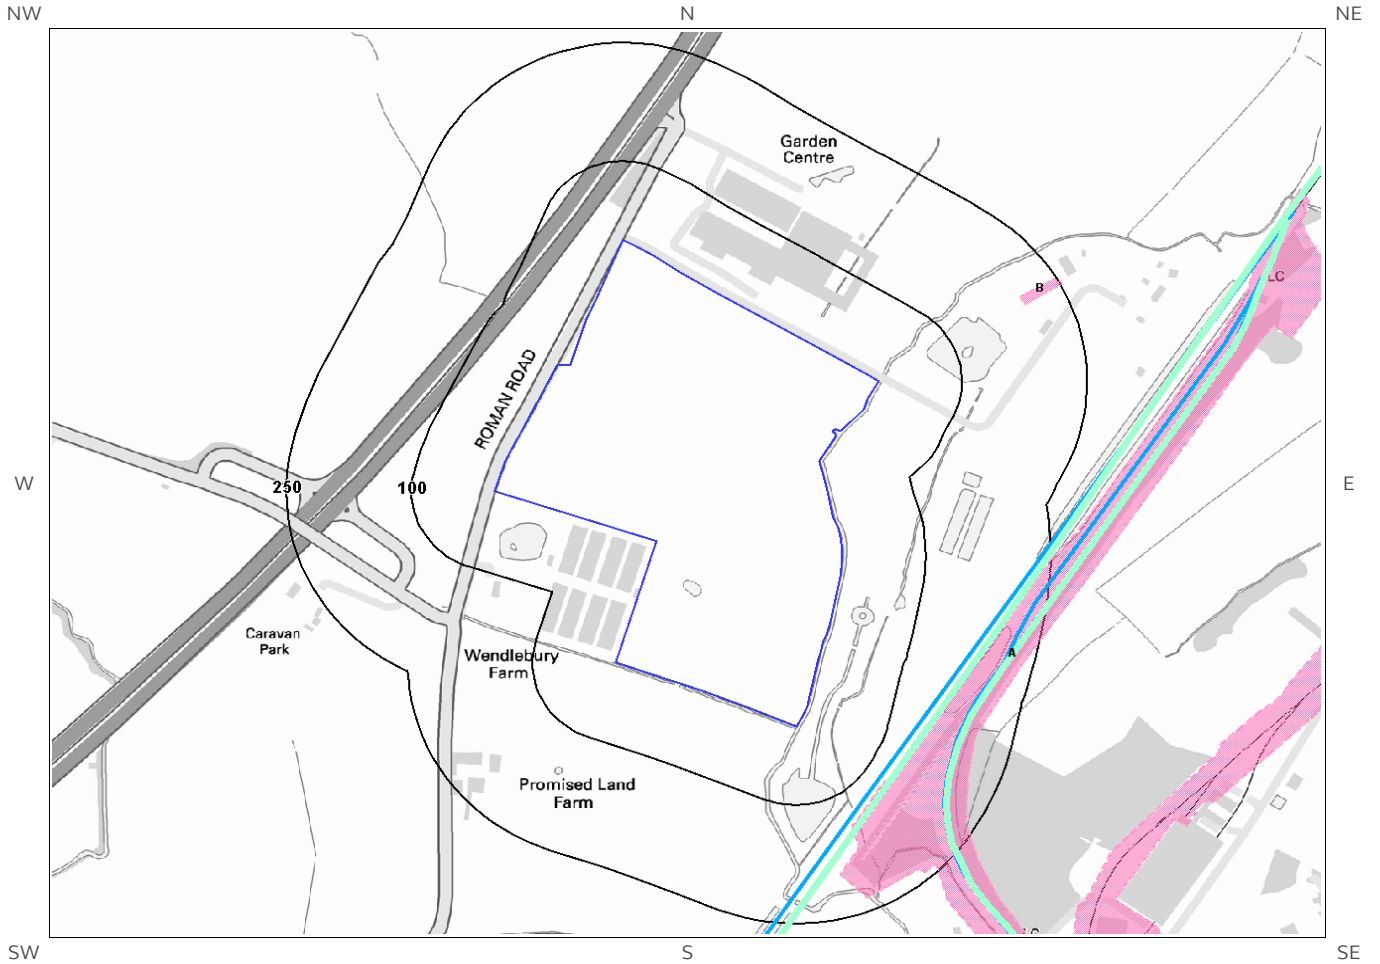 NW
N
NE
Garden
Centre
LC
B
ROMAN ROAD
W
250
100
E
Caravan
Park
Wendlebury
Farm
A
Promised Land
Farm
SW
S
SE